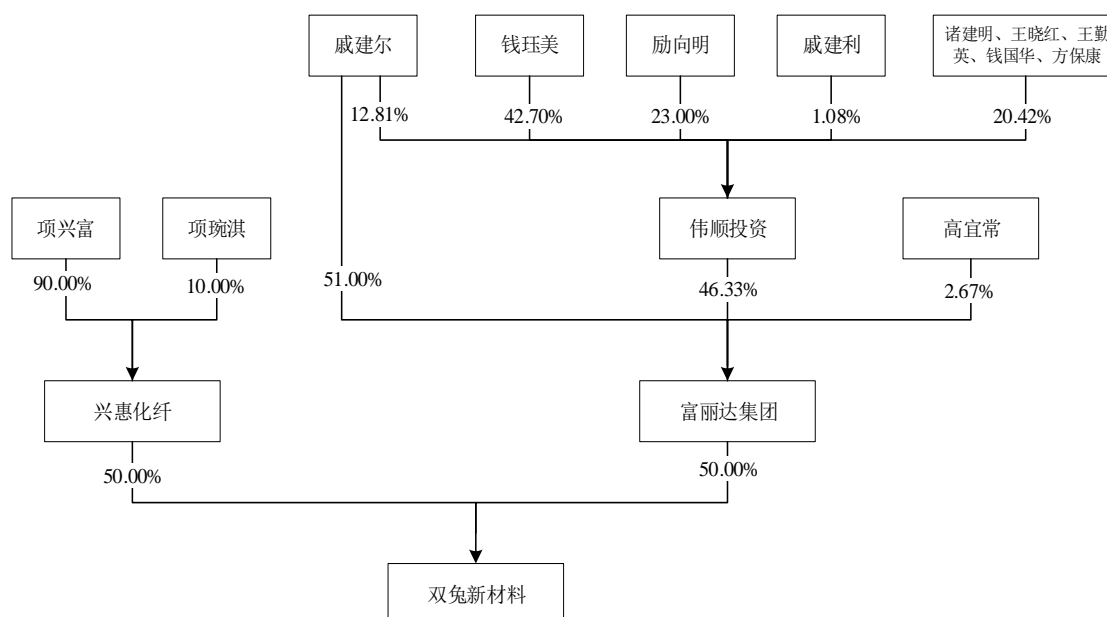 戚建尔
钱珏美
励向明
戚建利
诸建明、王晓红、王勤
英、钱国华、方保康
12.81%
42.70%
23.00%
1.08%
20.42%
项兴富
项琬淇
伟顺投资
高宜常
90.00%
10.00%
51.00%
46.33%
2.67%
兴惠化纤
富丽达集团
50.00%
50.00%
双兔新材料